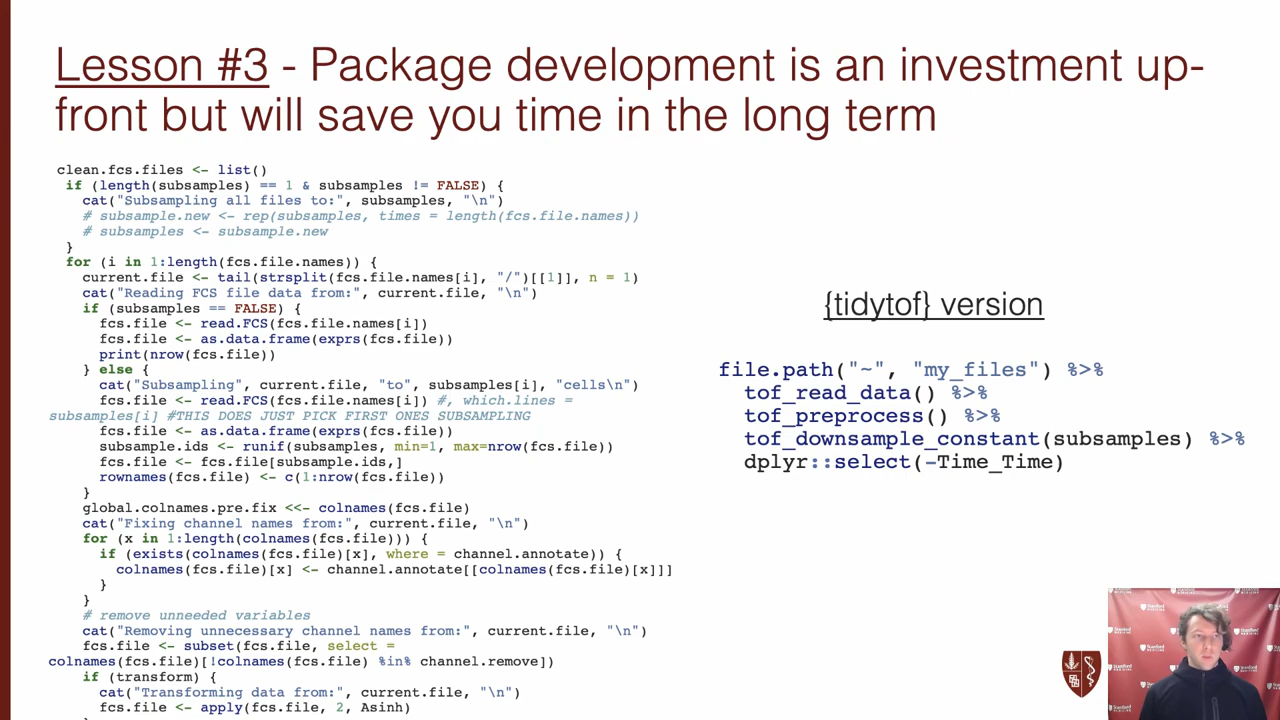 Lesson #3 - Package development is an investment up-
front but will save you time in the long term
clean.fcs.files <- list()
if (length(subsamples) == 1 & subsamples != FALSE) {
cat("Subsampling all files to:", subsamples, "\n")
# subsample.new <- rep(subsamples, times = length(fcs.file.names))
# subsamples <- subsample.new
}
for (i in 1:length(fcs.file.names)) {
current.file <- tail(strsplit(fcs.file.names[i], "/")[[1]], n = 1)
cat("Reading FCS file data from:", current.file, "\n")
if (subsamples == FALSE) {
fcs.file <- read.FCS(fcs.file.names[i])
fcs.file <- as.data.frame(exprs(fcs.file))
print(nrow(fcs.file))
} else {
cat("Subsampling", current.file, "to", subsamples[i], "cells\n")
fcs.file <- read.FCS(fcs.file.names[i]) #, which.lines =
subsamples[i] #THIS DOES JUST PICK FIRST ONES SUBSAMPLING
fcs.file <- as.data.frame(exprs(fcs.file))
subsample.ids <- runif(subsamples, min=1, max=nrow(fcs.file))
fcs.file <- fcs.file[subsample.ids,]
rownames(fcs.file) <- c(1:nrow(fcs.file))
}
global.colnames.pre.fix <<- colnames(fcs.file)
cat("Fixing channel names from:", current.file, "\n")
for (x in 1:length(colnames(fcs.file))) {
if (exists(colnames(fcs.file)[x], where = channel.annotate)) {
colnames(fcs.file)[x] <- channel.annotate[[colnames(fcs.file)[x]]]
}
}
# remove unneeded variables
cat("Removing unnecessary channel names from:", current.file, "\n")
fcs.file <- subset(fcs.file, select =
colnames(fcs.file)[!colnames(fcs.file) %in% channel.remove])
if (transform) {
cat("Transforming data from:", current.file, "\n")
fcs.file <- apply(fcs.file, 2, Asinh)
{tidytof} version
file.path("~", "my_files") %>%
tof_read_data() %>%
tof_preprocess() %>%
tof_downsample_constant(subsamples) %>%
dplyr::select(-Time_Time)